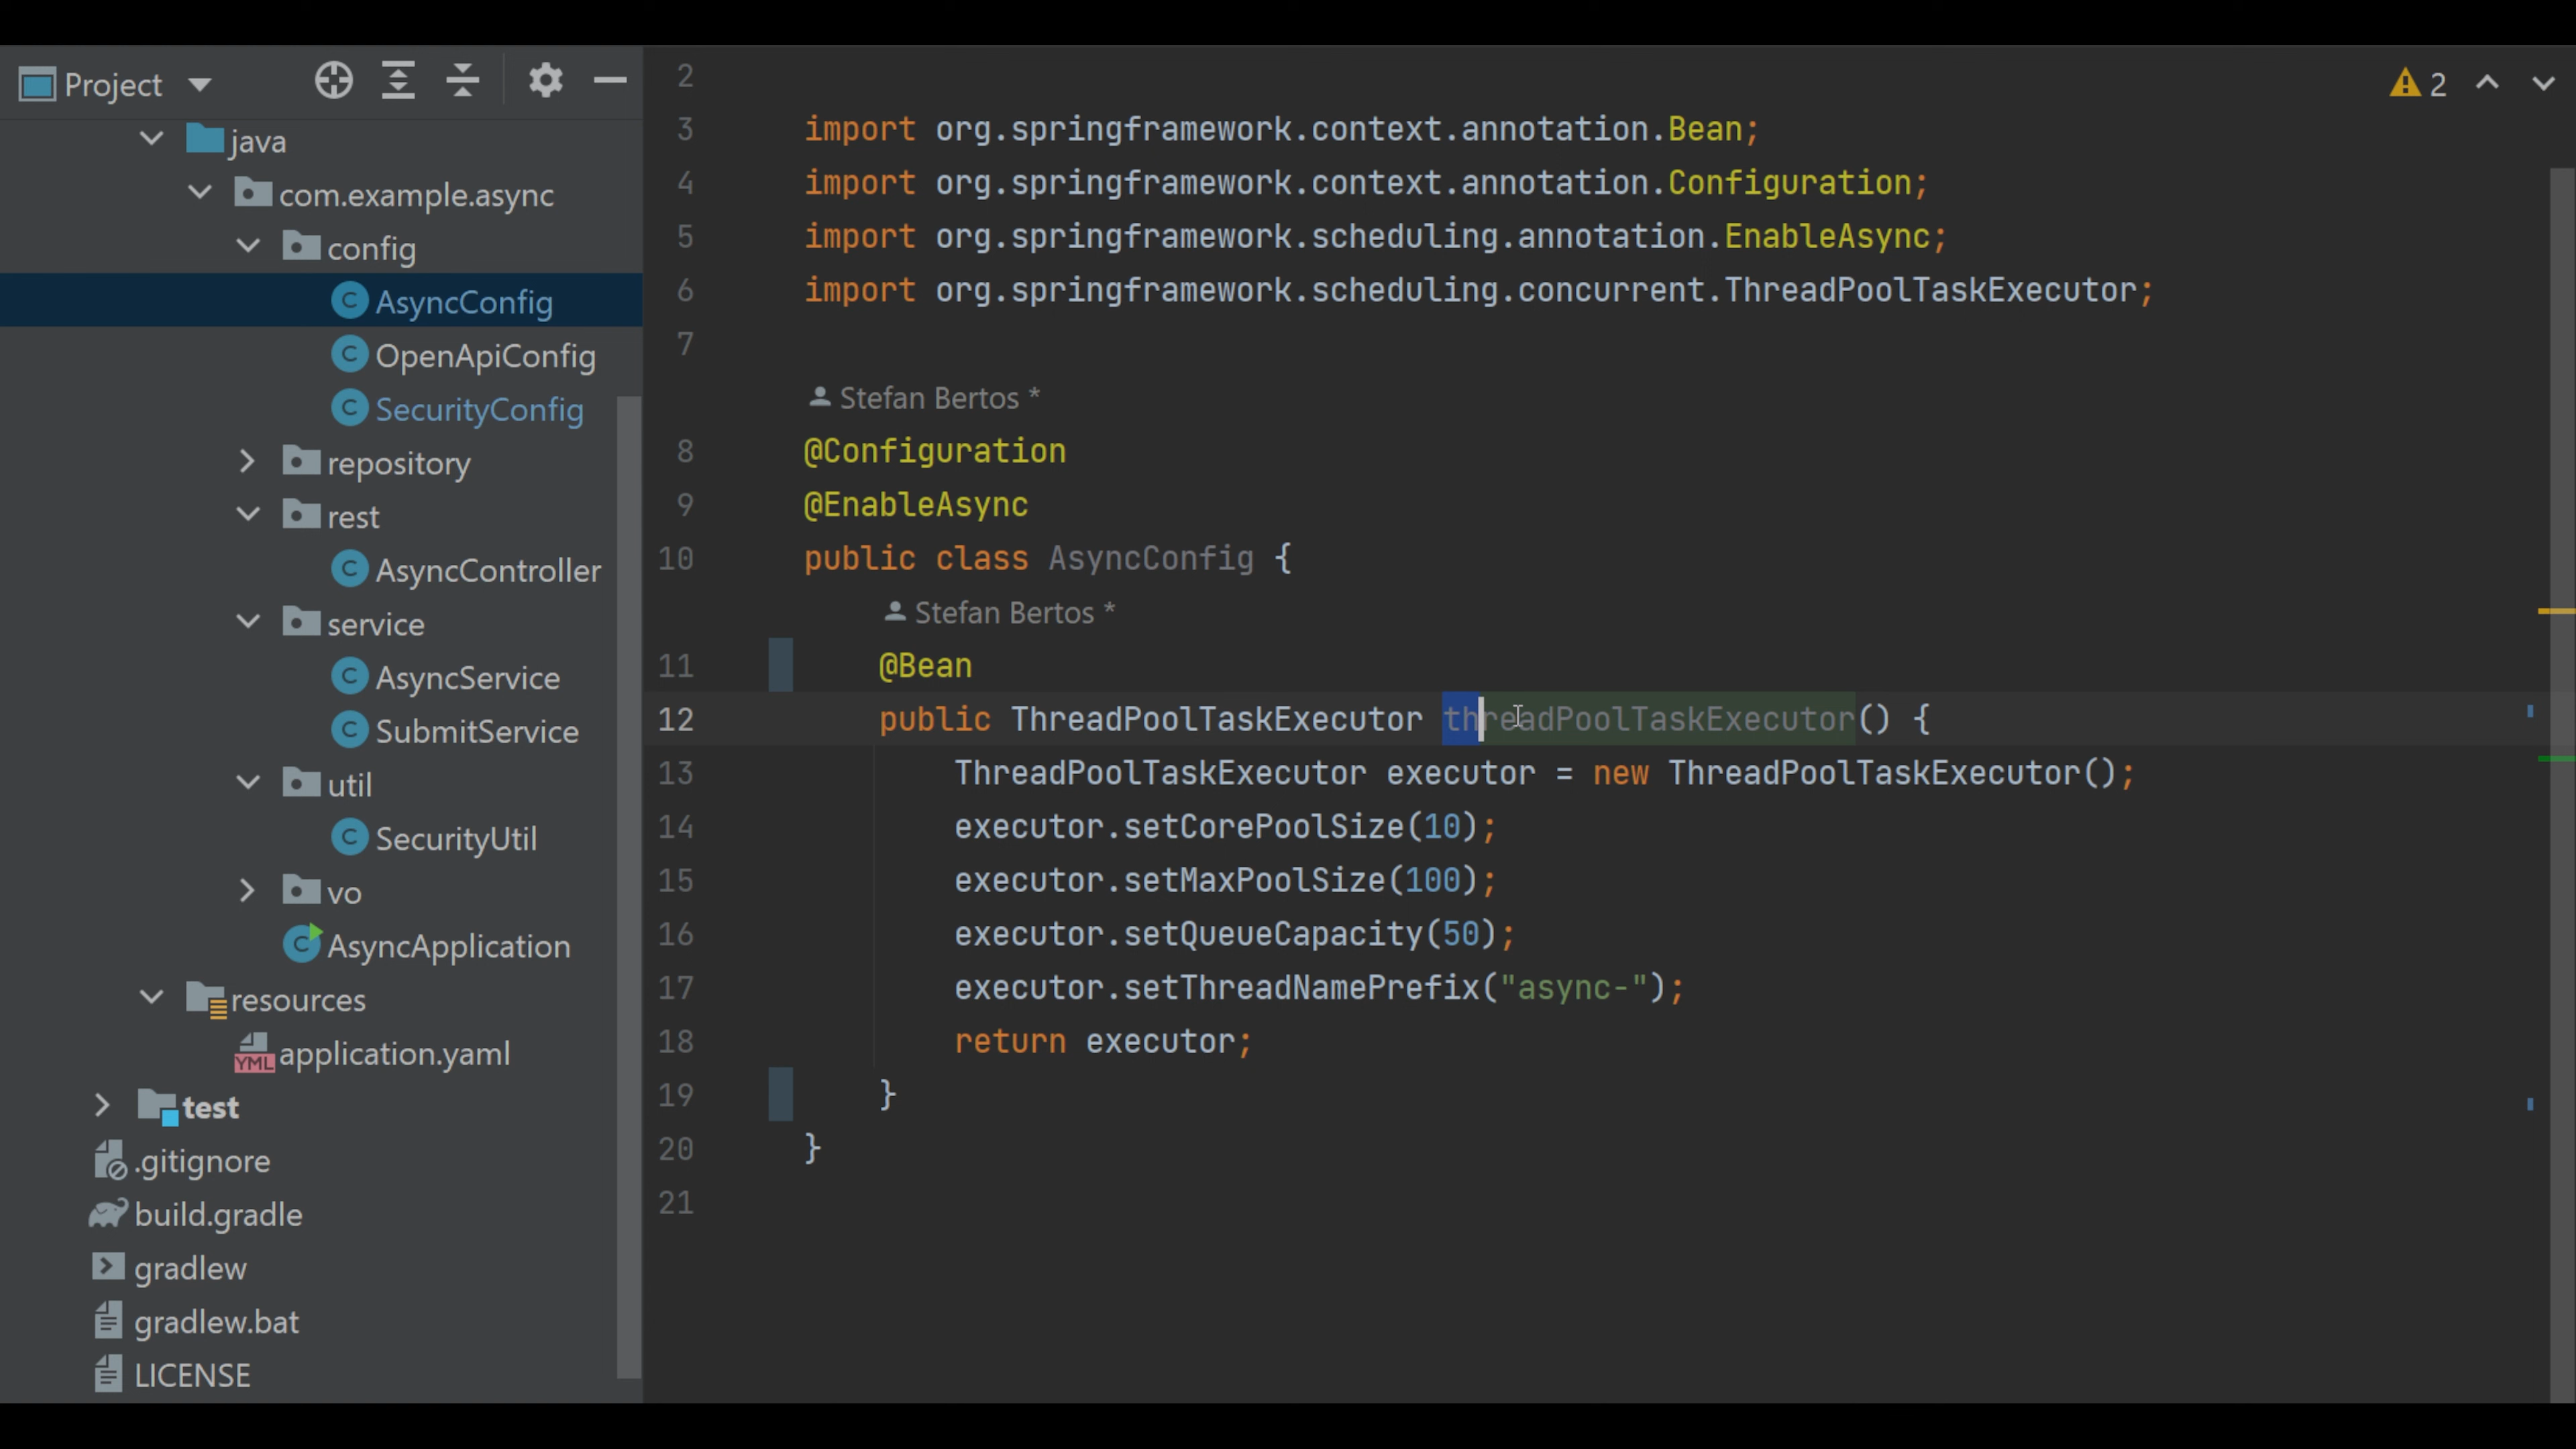 Project
java
com.example.async
config
AsyncConfig
OpenApiConfig
SecurityConfig
repository
rest
AsyncController
service
AsyncService
SubmitService
util
SecurityUtil
vo
AsyncApplication
resources
application.yaml
test
.gitignore
build.gradle
gradlew
gradlew.bat
LICENSE
2
2
3 import org.springframework.context.annotation.Bean;
4 import org.springframework.context.annotation.Configuration;
5 import org.springframework.scheduling.annotation.EnableAsync;
6 import org.springframework.scheduling.concurrent.ThreadPoolTaskExecutor;
7
Stefan Bertos *
8 @Configuration
9 @EnableAsync
10 public class AsyncConfig {
Stefan Bertos *
11 @Bean
12 public ThreadPoolTaskExecutor threadPoolTaskExecutor() {
13 ThreadPoolTaskExecutor executor = new ThreadPoolTaskExecutor();
14 executor.setCorePoolSize(10);
15 executor.setMaxPoolSize(100);
16 executor.setQueueCapacity(50);
17 executor.setThreadNamePrefix("async-");
18 return executor;
19 }
20 }
21